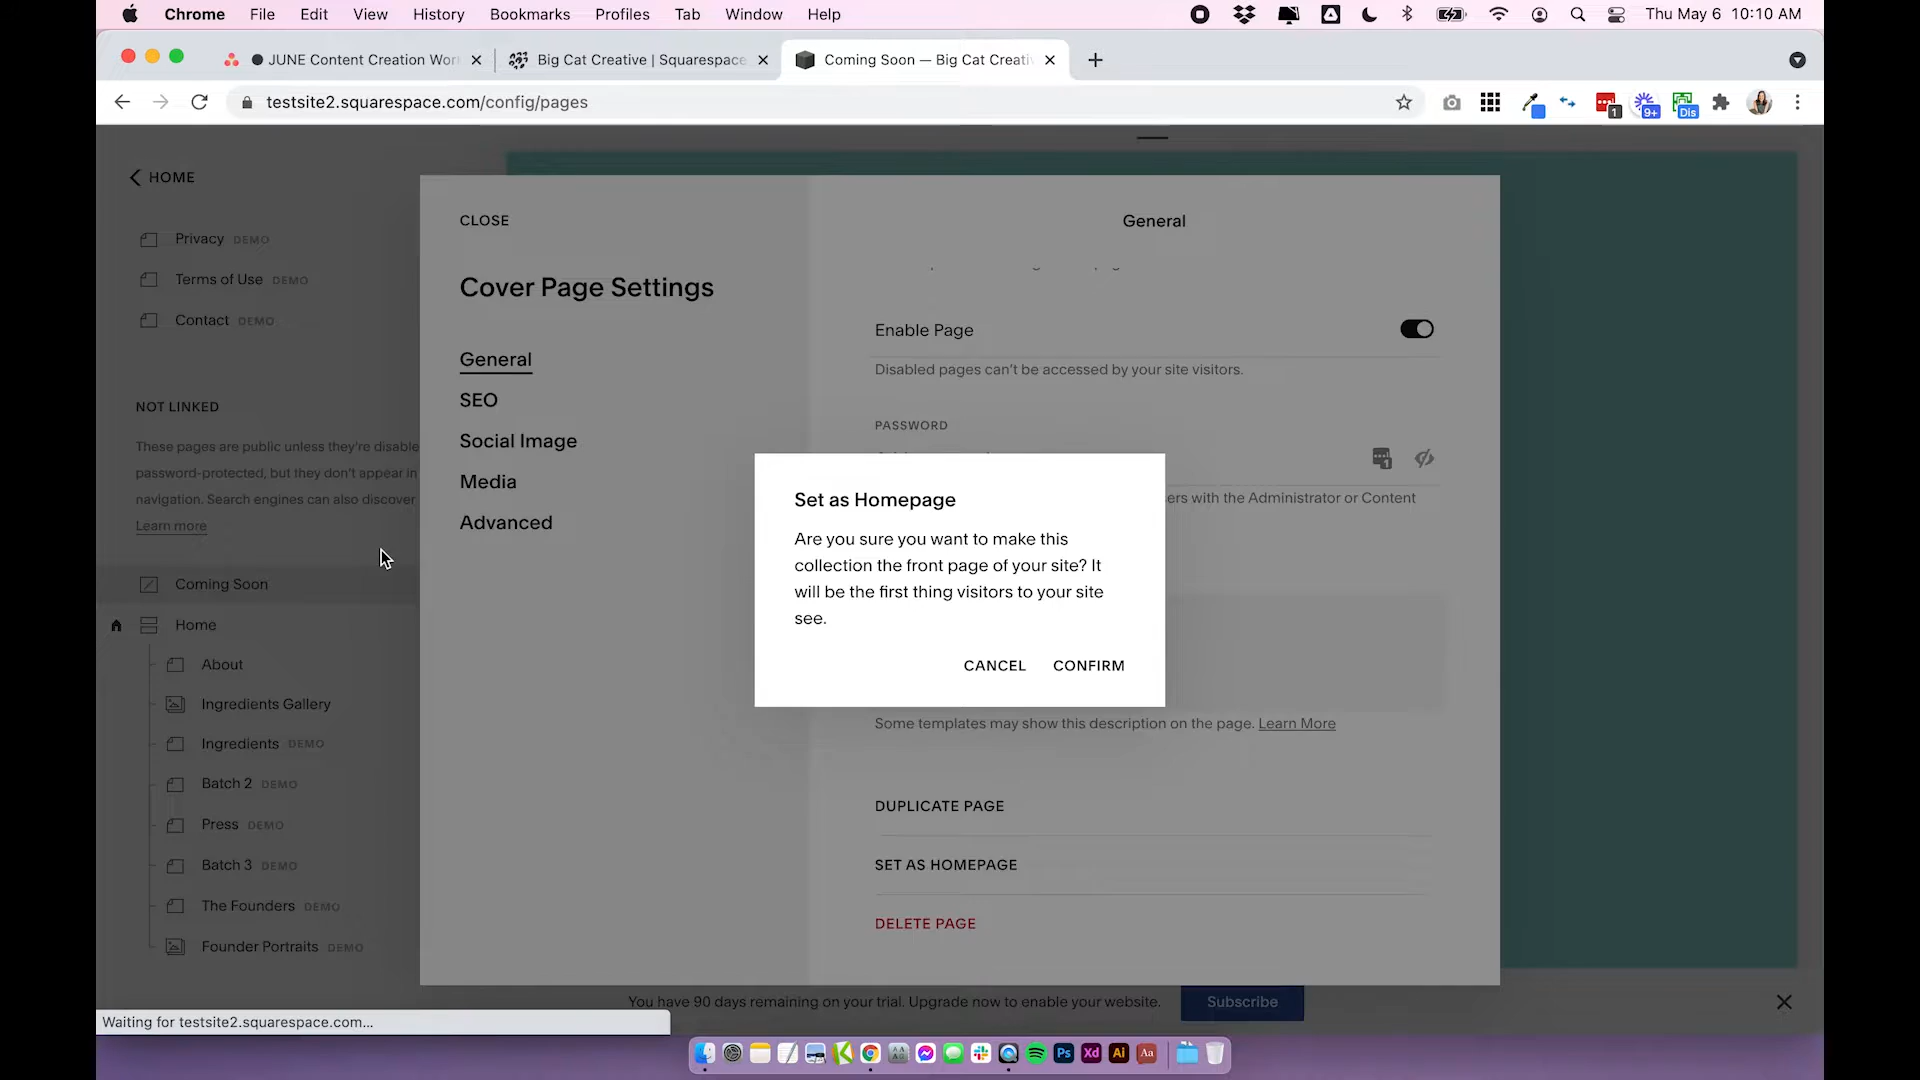 Chrome File Edit View History Bookmarks Profiles Tab Window Help Thu May 6 10:10 AM
JUNE Content Creation Wor
Big Cat Creative | Squarespace
Coming Soon — Big Cat Creati
testsite2.squarespace.com/config/pages
1
9+
Dis
HOME
Privacy DEMO
Terms of Use DEMO
Contact DEMO
NOT LINKED
These pages are public unless they're disable
password-protected, but they don't appear in
navigation. Search engines can also discover
Learn more
Coming Soon
Home
About
Ingredients Gallery
Ingredients DEMO
Batch 2 DEMO
Press DEMO
Batch 3 DEMO
The Founders DEMO
Founder Portraits DEMO
CLOSE
Cover Page Settings
General
SEO
Social Image
Media
Advanced
General
Enable Page
Disabled pages can't be accessed by your site visitors.
PASSWORD
1
ers with the Administrator or Content
Set as Homepage
Are you sure you want to make this
collection the front page of your site? It
will be the first thing visitors to your site
see.
CANCEL CONFIRM
Some templates may show this description on the page. Learn More
DUPLICATE PAGE
SET AS HOMEPAGE
DELETE PAGE
You have 90 days remaining on your trial. Upgrade now to enable your website. Subscribe
Waiting for testsite2.squarespace.com...
Ps Xd Ai Aa